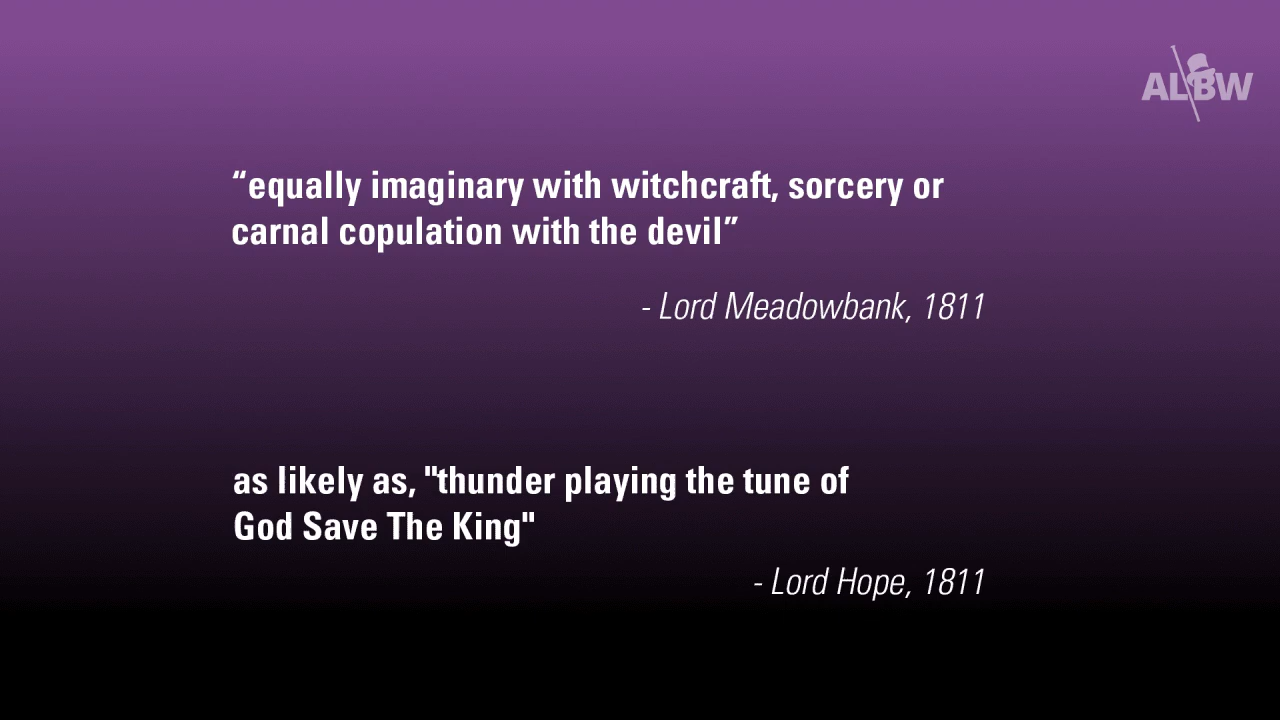 ALBW
“equally imaginary with witchcraft, sorcery or
carnal copulation with the devil”
- Lord Meadowbank, 1811
as likely as, "thunder playing the tune of
God Save The King"
- Lord Hope, 1811